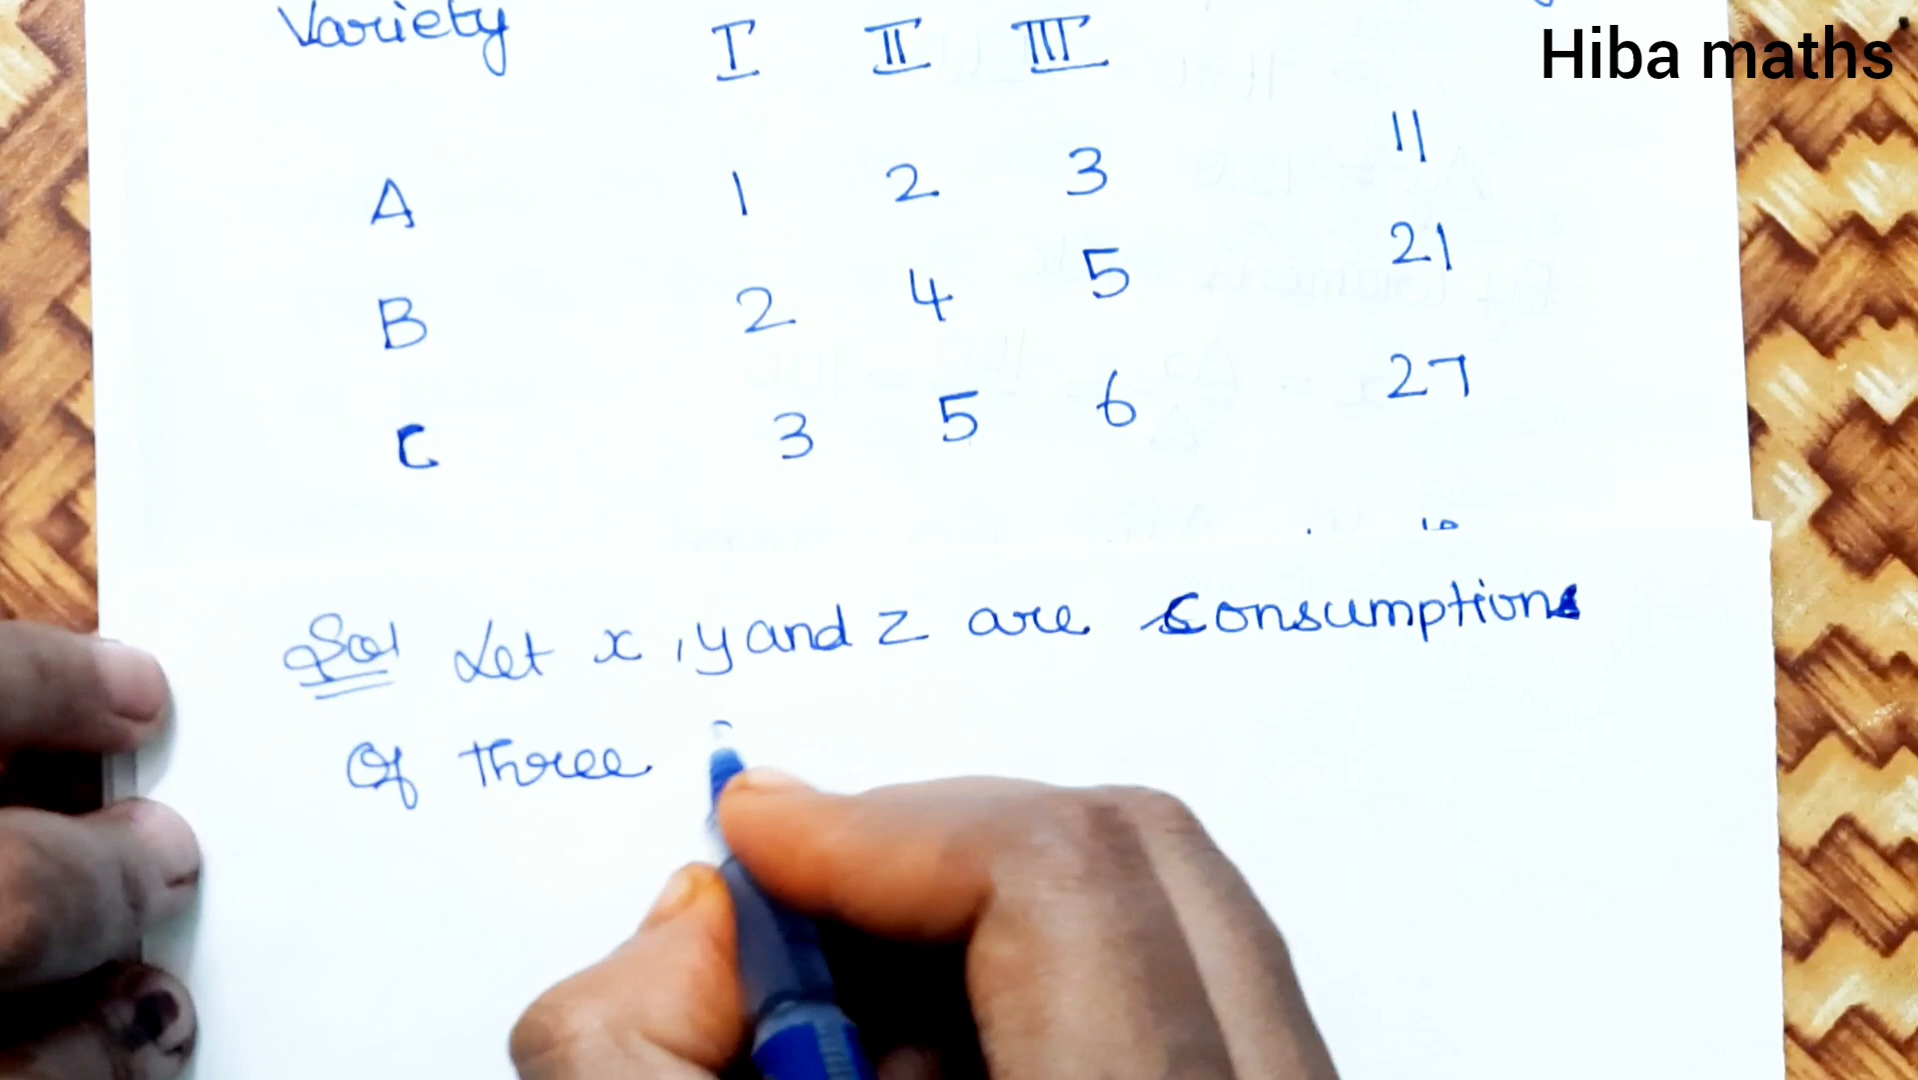 Variety I II III
Hiba maths
A 1 2 3 11
B 2 4 5 21
C 3 5 6 27
Sol Let x, y and z are consumptions
Of three